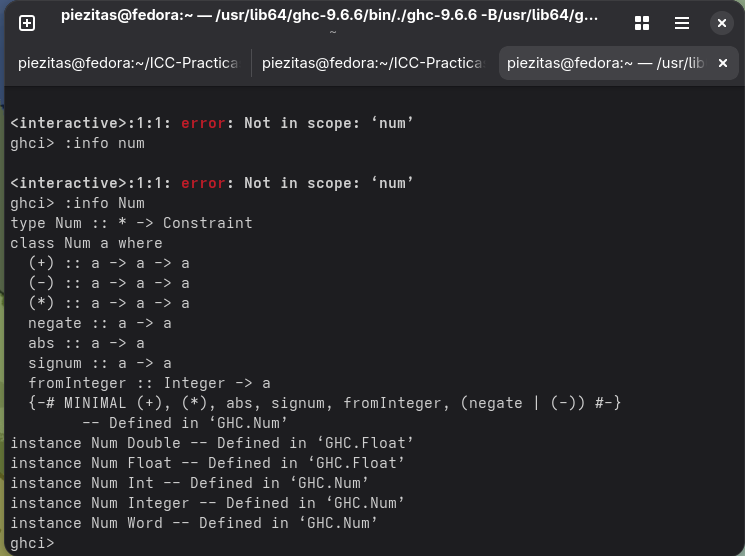 piezitas@fedora:~ — /usr/lib64/ghc-9.6.6/bin/./ghc-9.6.6 -B/usr/lib64/g…
~
piezitas@fedora:~/ICC-Practica piezitas@fedora:~/ICC-Practica piezitas@fedora:~ — /usr/lib
<interactive>:1:1: error: Not in scope: ‘num’
ghci> :info num
<interactive>:1:1: error: Not in scope: ‘num’
ghci> :info Num
type Num :: * -> Constraint
class Num a where
  (+) :: a -> a -> a
  (-) :: a -> a -> a
  (*) :: a -> a -> a
  negate :: a -> a
  abs :: a -> a
  signum :: a -> a
  fromInteger :: Integer -> a
  {-# MINIMAL (+), (*), abs, signum, fromInteger, (negate | (-)) #-}
        -- Defined in ‘GHC.Num’
instance Num Double -- Defined in ‘GHC.Float’
instance Num Float -- Defined in ‘GHC.Float’
instance Num Int -- Defined in ‘GHC.Num’
instance Num Integer -- Defined in ‘GHC.Num’
instance Num Word -- Defined in ‘GHC.Num’
ghci>